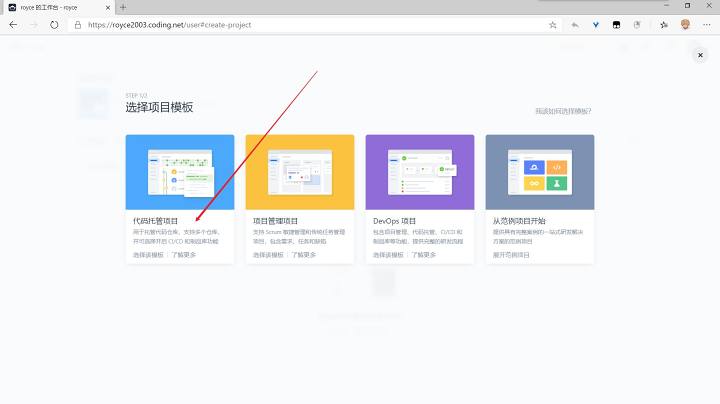 royce 的工作台 - royce
https://royce2003.coding.net/user#create-project
STEP 1/2
选择项目模板
我该如何选择模板？
代码托管项目
用于托管代码仓库，支持多个仓库，
并可选择开启 CI/CD 和制品库功能
选择该模板 | 了解更多
项目管理项目
支持 Scrum 敏捷管理和传统任务管理
项目，包含需求、任务和缺陷
选择该模板 | 了解更多
DevOps 项目
包括项目管理、代码托管、CI/CD 和
制品库等功能，提供完整的研发流程
选择该模板 | 了解更多
从范例项目开始
提供具有完整案例的一站式研发解决
方案的范例项目
展开范例项目